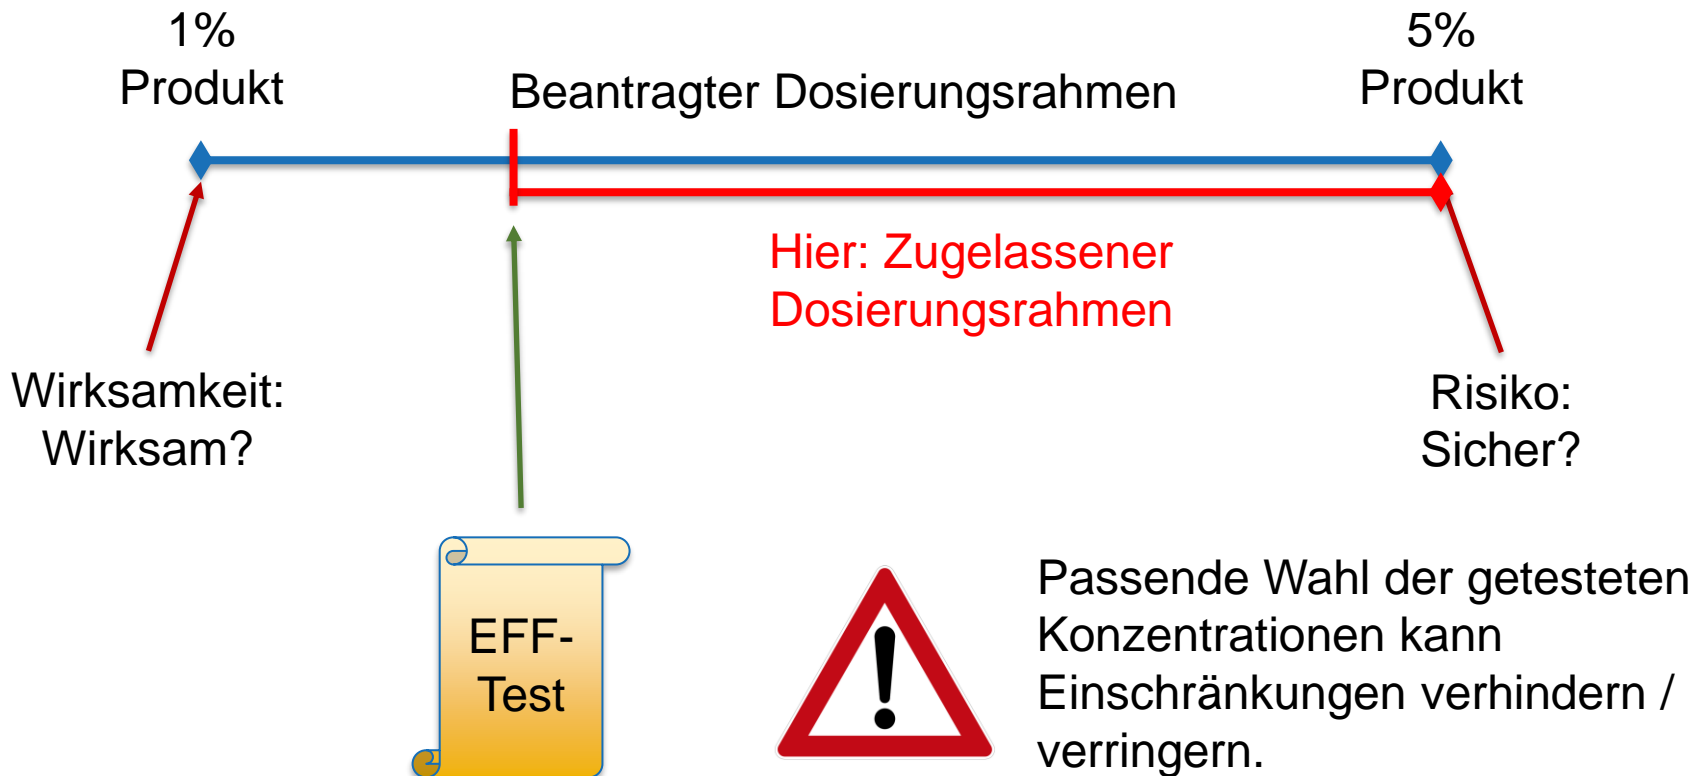 1%
Produkt
Beantragter Dosierungsrahmen
5%
Produkt
Hier: Zugelassener
Dosierungsrahmen
Wirksamkeit:
Wirksam?
Risiko:
Sicher?
EFF-
Test
Passende Wahl der getesteten
Konzentrationen kann
Einschränkungen verhindern /
verringern.